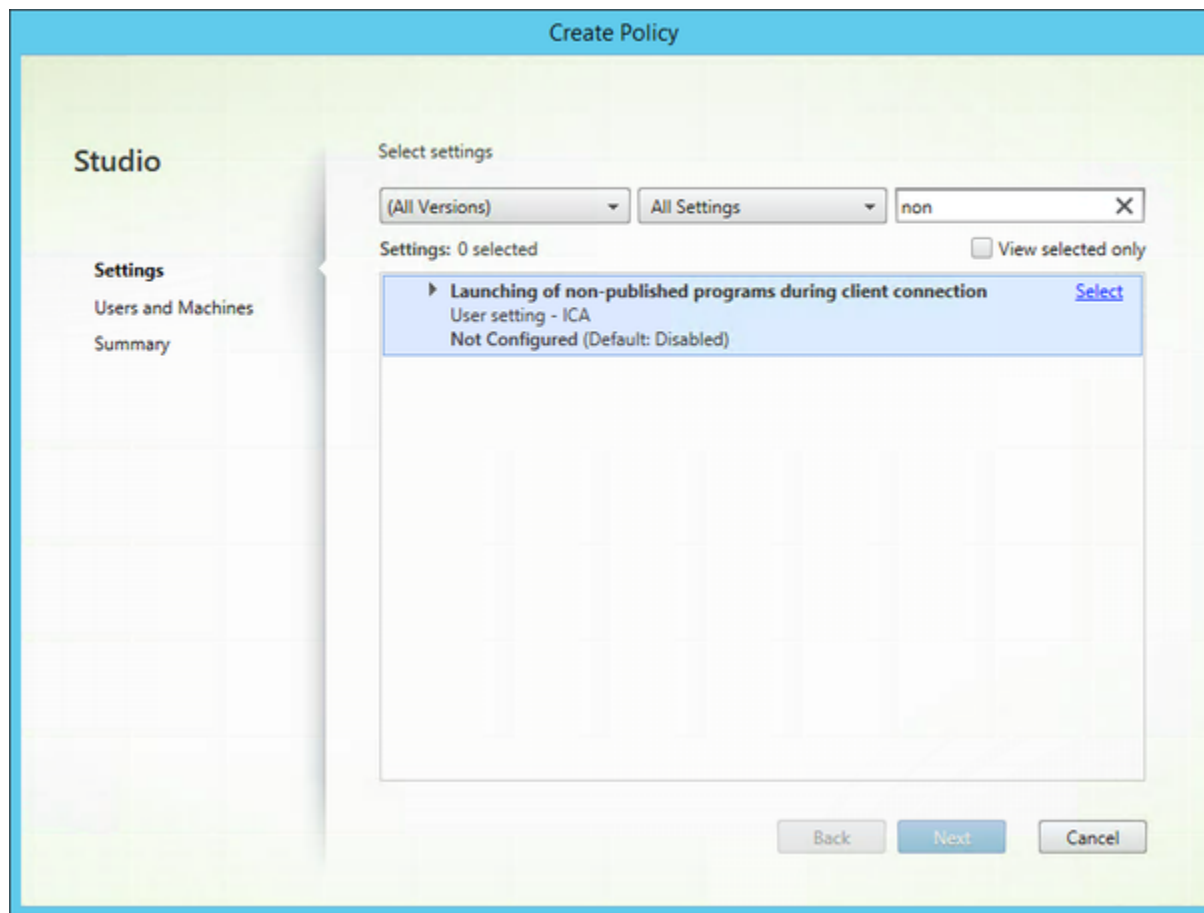 Create Policy
Studio
Settings
Users and Machines
Summary
Select settings
(All Versions)
All Settings
non
Settings: 0 selected
View selected only
Launching of non-published programs during client connection
Select
User setting - ICA
Not Configured (Default: Disabled)
Back
Next
Cancel